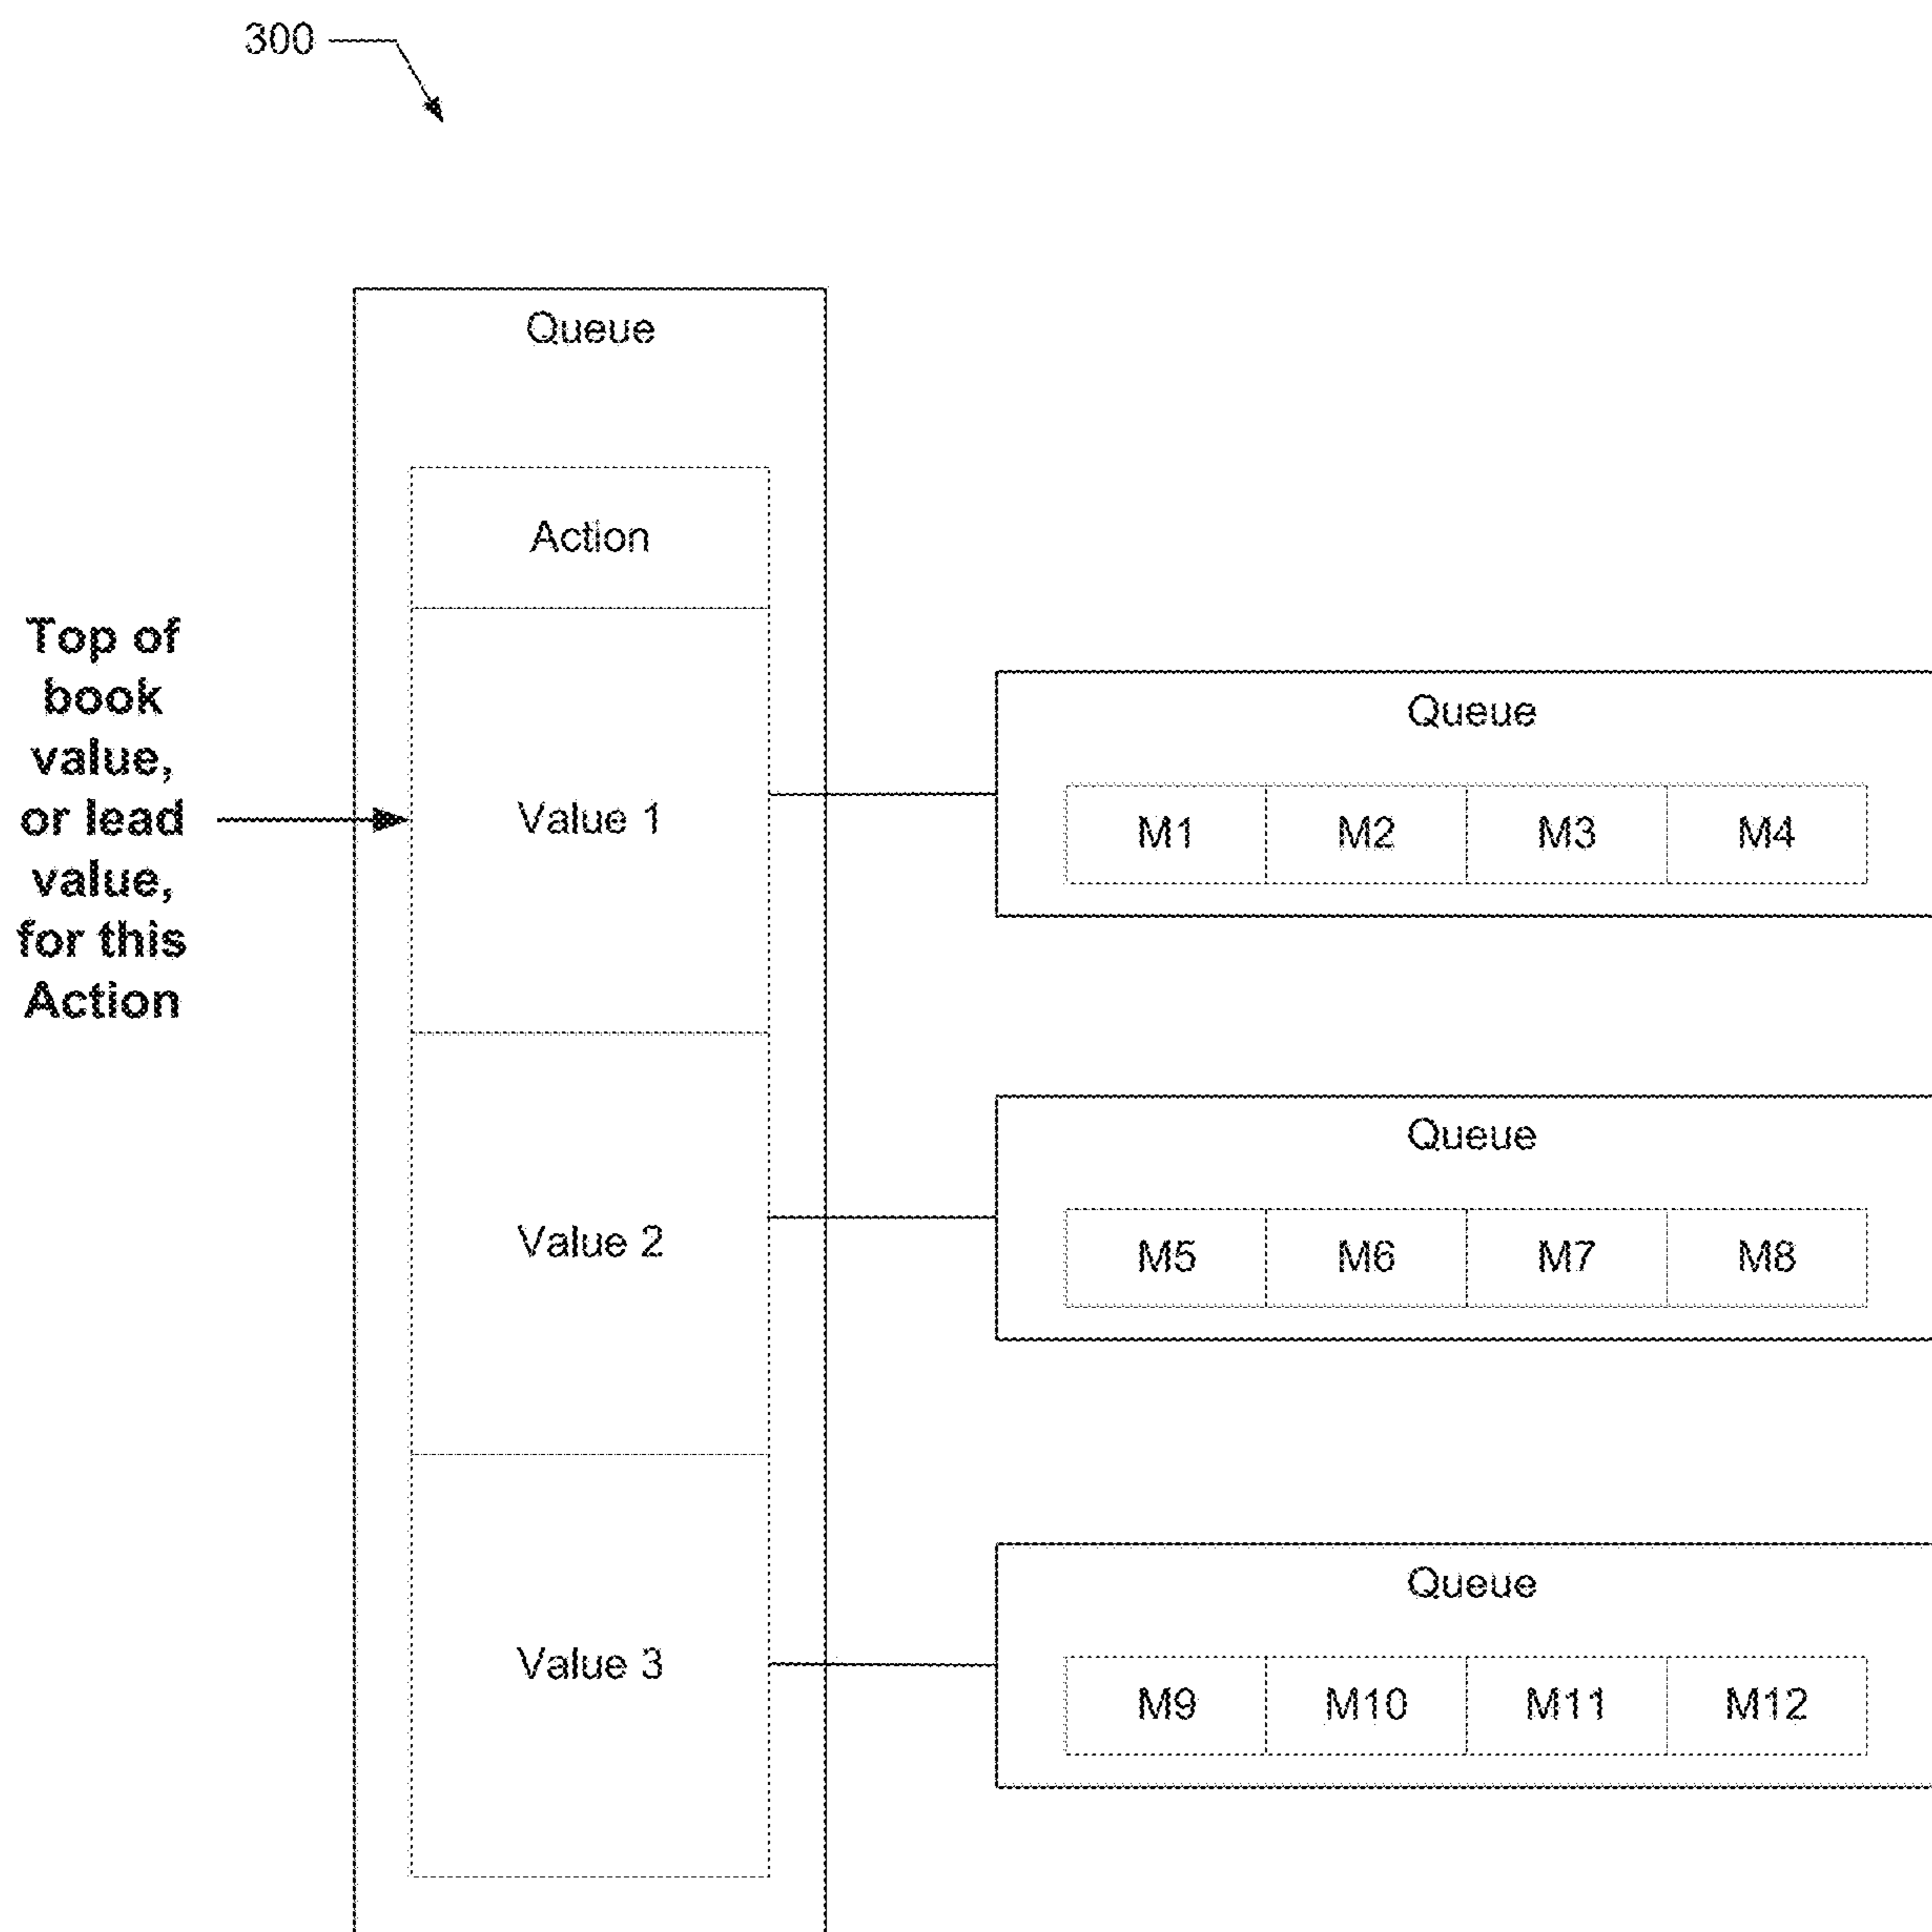 300
Queue
Action
Top of
book
value,
or lead
value,
for this
Action
Value 1
Queue
M1 M2 M3 M4
Value 2
Queue
M5 M6 M7 M8
Value 3
Queue
M9 M10 M11 M12